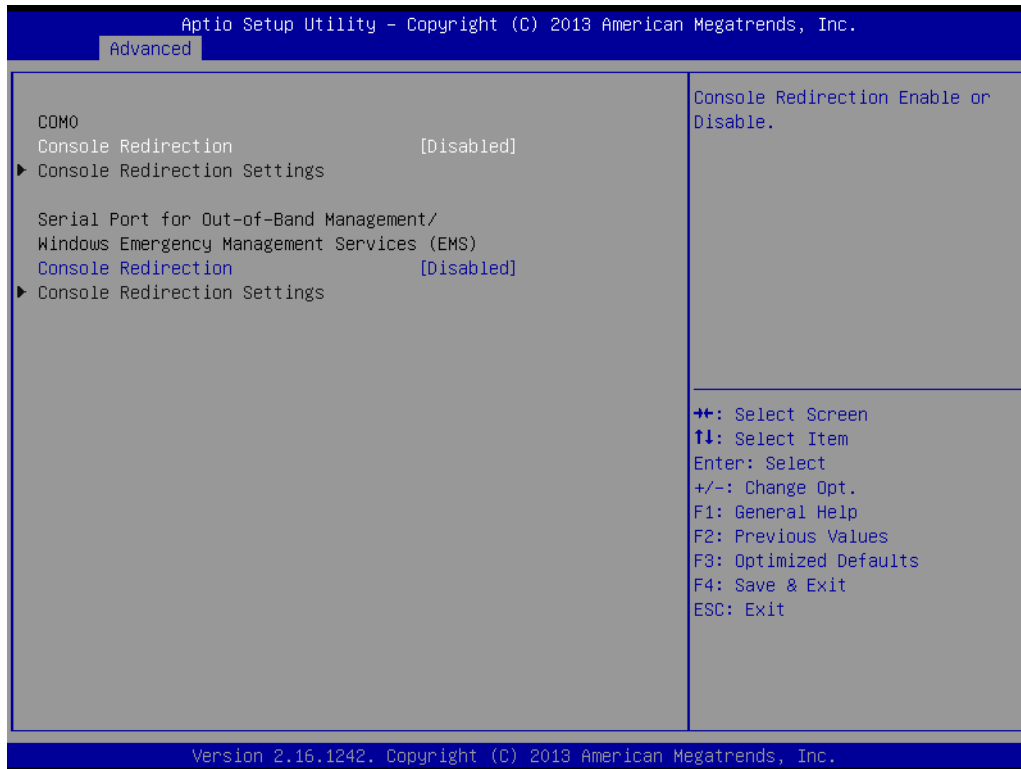 Aptio Setup Utility – Copyright (C) 2013 American Megatrends, Inc.
Advanced
COM0
Console Redirection [Disabled]
▶ Console Redirection Settings
Serial Port for Out-of-Band Management/
Windows Emergency Management Services (EMS)
Console Redirection [Disabled]
▶ Console Redirection Settings
Console Redirection Enable or
Disable.
→←: Select Screen
↑↓: Select Item
Enter: Select
+/-: Change Opt.
F1: General Help
F2: Previous Values
F3: Optimized Defaults
F4: Save & Exit
ESC: Exit
Version 2.16.1242. Copyright (C) 2013 American Megatrends, Inc.